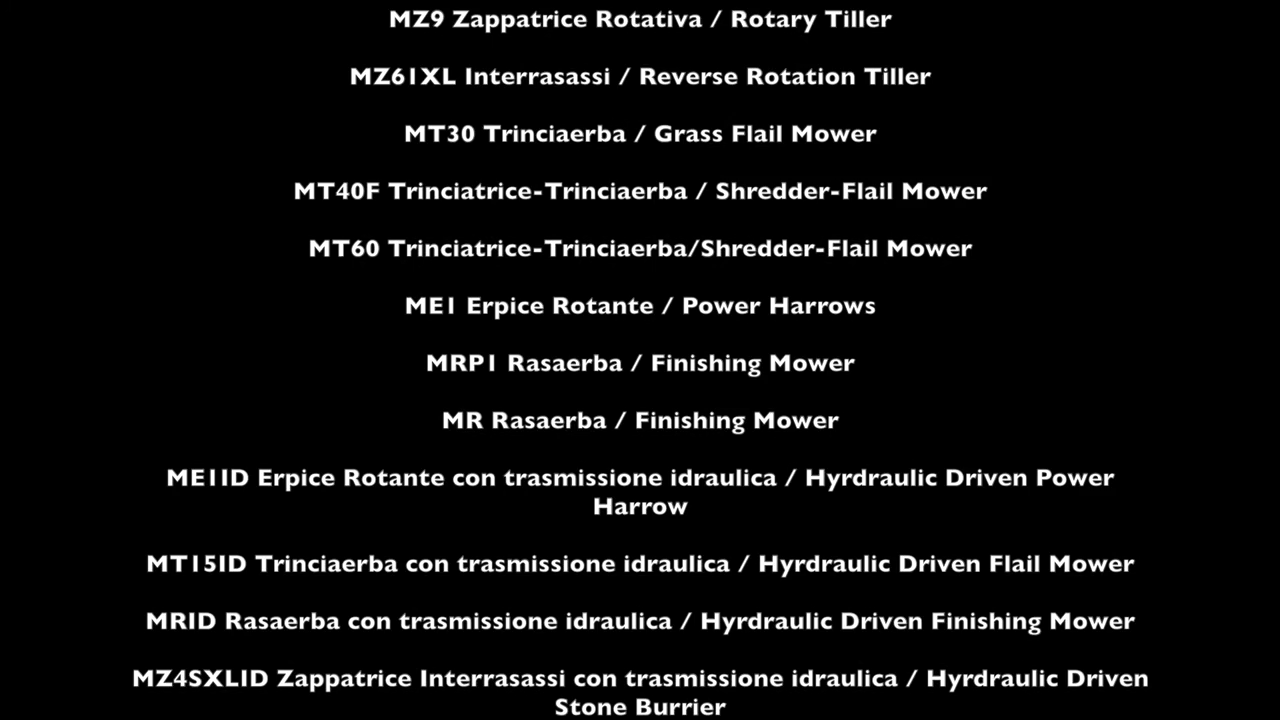 MZ9 Zappatrice Rotativa / Rotary Tiller
MZ61XL Interrasassi / Reverse Rotation Tiller
MT30 Trinciaerba / Grass Flail Mower
MT40F Trinciatrice-Trinciaerba / Shredder-Flail Mower
MT60 Trinciatrice-Trinciaerba/Shredder-Flail Mower
ME1 Erpice Rotante / Power Harrows
MRP1 Rasaerba / Finishing Mower
MR Rasaerba / Finishing Mower
ME1ID Erpice Rotante con trasmissione idraulica / Hyrdraulic Driven Power
Harrow
MT15ID Trinciaerba con trasmissione idraulica / Hyrdraulic Driven Flail Mower
MRID Rasaerba con trasmissione idraulica / Hyrdraulic Driven Finishing Mower
MZ4SXLID Zappatrice Interrasassi con trasmissione idraulica / Hyrdraulic Driven
Stone Burrier